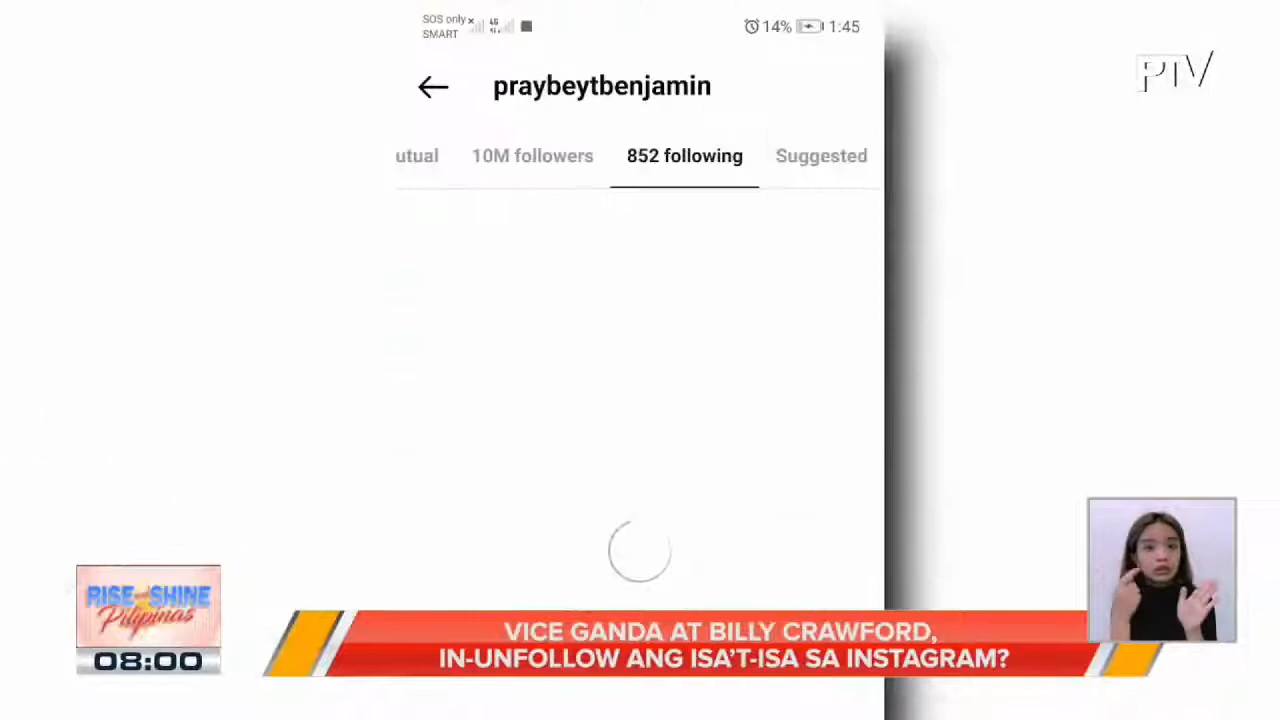 SOS only
SMART
4G
14%
1:45
PTV
praybeytbenjamin
utual
10M followers
852 following
Suggested
RISE AND SHINE
Pilipinas
08:00
VICE GANDA AT BILLY CRAWFORD,
IN-UNFOLLOW ANG ISA'T-ISA SA INSTAGRAM?